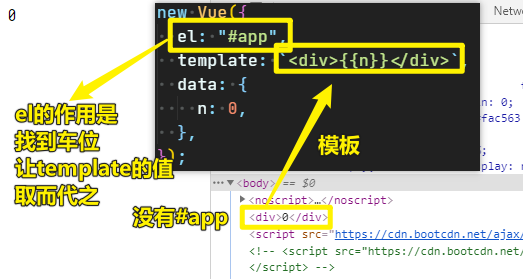 0
new Vue({
el: "#app",
template: `<div>{{n}}</div>`,
data: {
n: 0,
},
});
el的作用是
找到车位
让template的值
取而代之
模板
没有#app
Netw
n: 0;
#fac563
play: n
▼<body> == $0
▶<noscript>…</noscript>
<div>0</div>
<script src="https://cdn.bootcdn.net/ajax/
<!-- <script src="https://cdn.bootcdn.net/
</script> -->